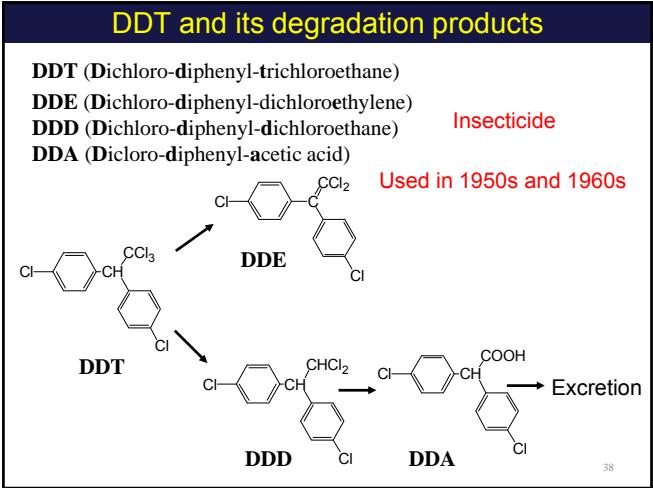 DDT and its degradation products
DDT (Dichloro-diphenyl-trichloroethane)
DDE (Dichloro-diphenyl-dichloroethylene)
DDD (Dichloro-diphenyl-dichloroethane)
DDA (Dicloro-diphenyl-acetic acid)
Insecticide
Used in 1950s and 1960s
Cl
C
CCl2
Cl
DDE
Cl
CH
CCl3
Cl
DDT
Cl
CH
CHCl2
Cl
DDD
Cl
CH
COOH
Cl
DDA
Excretion
38